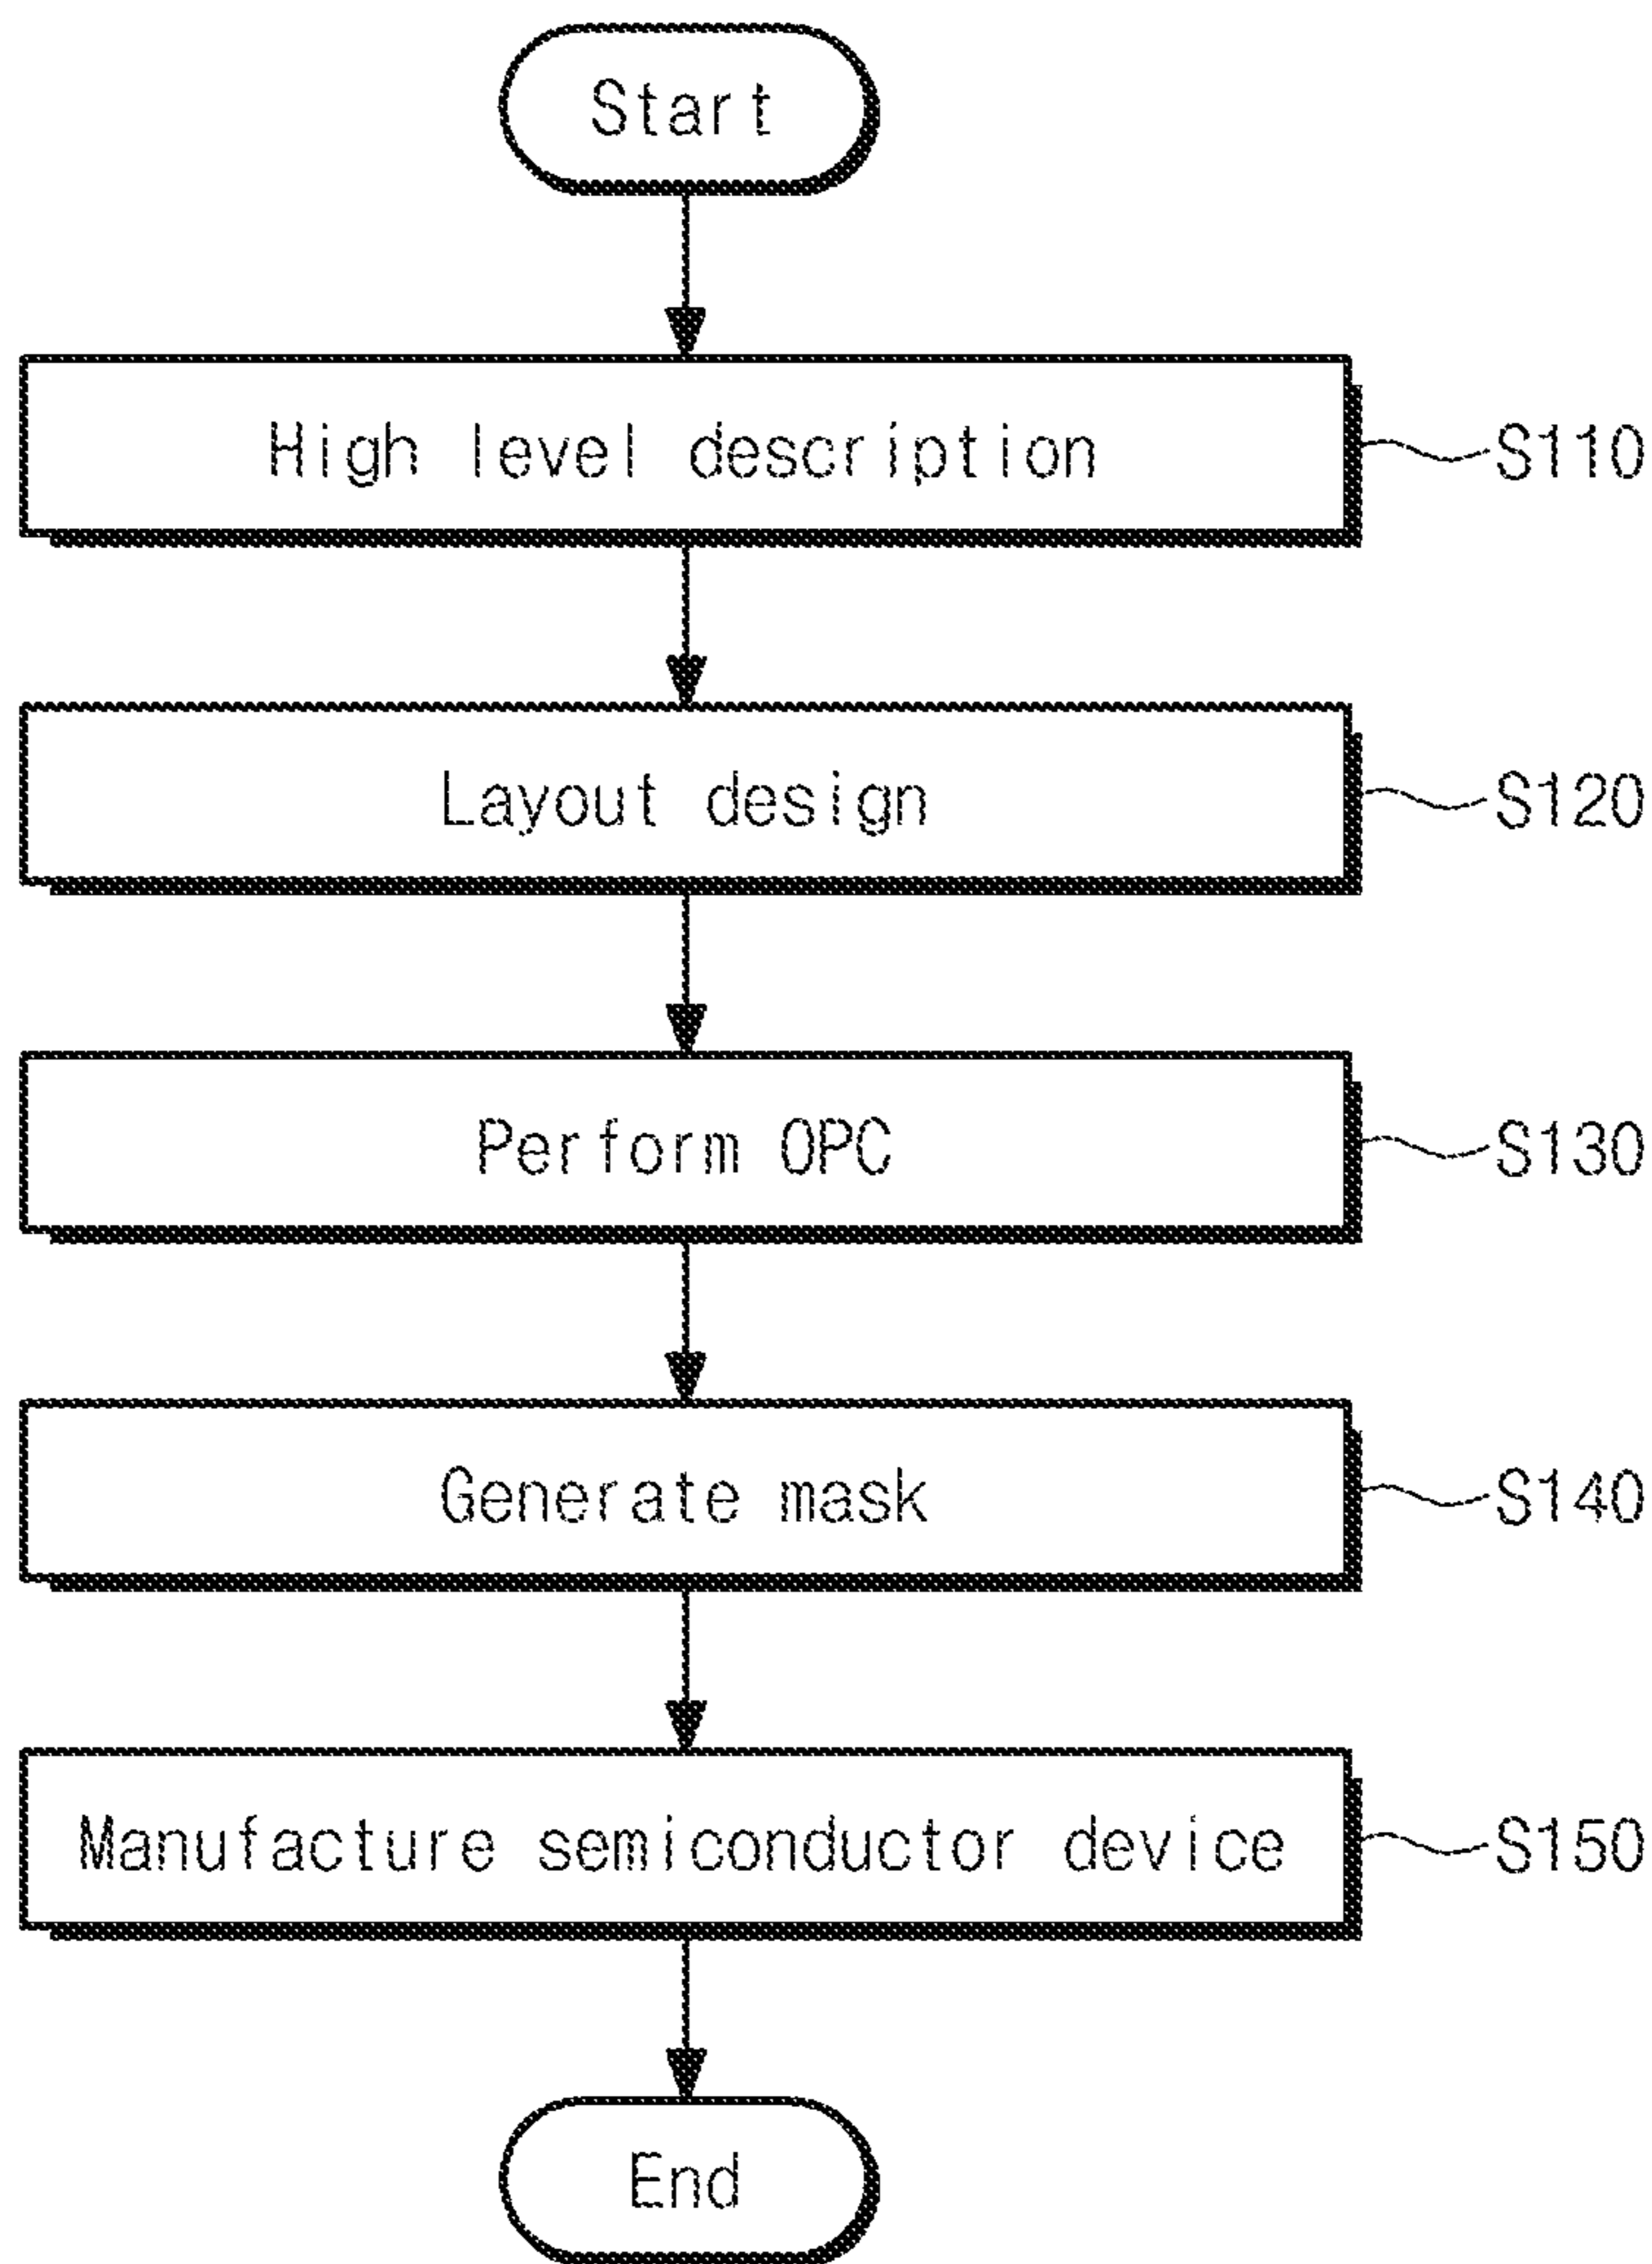 Start
High level description
S110
Layout design
S120
Perform OPC
S130
Generate mask
S140
Manufacture semiconductor device
S150
End